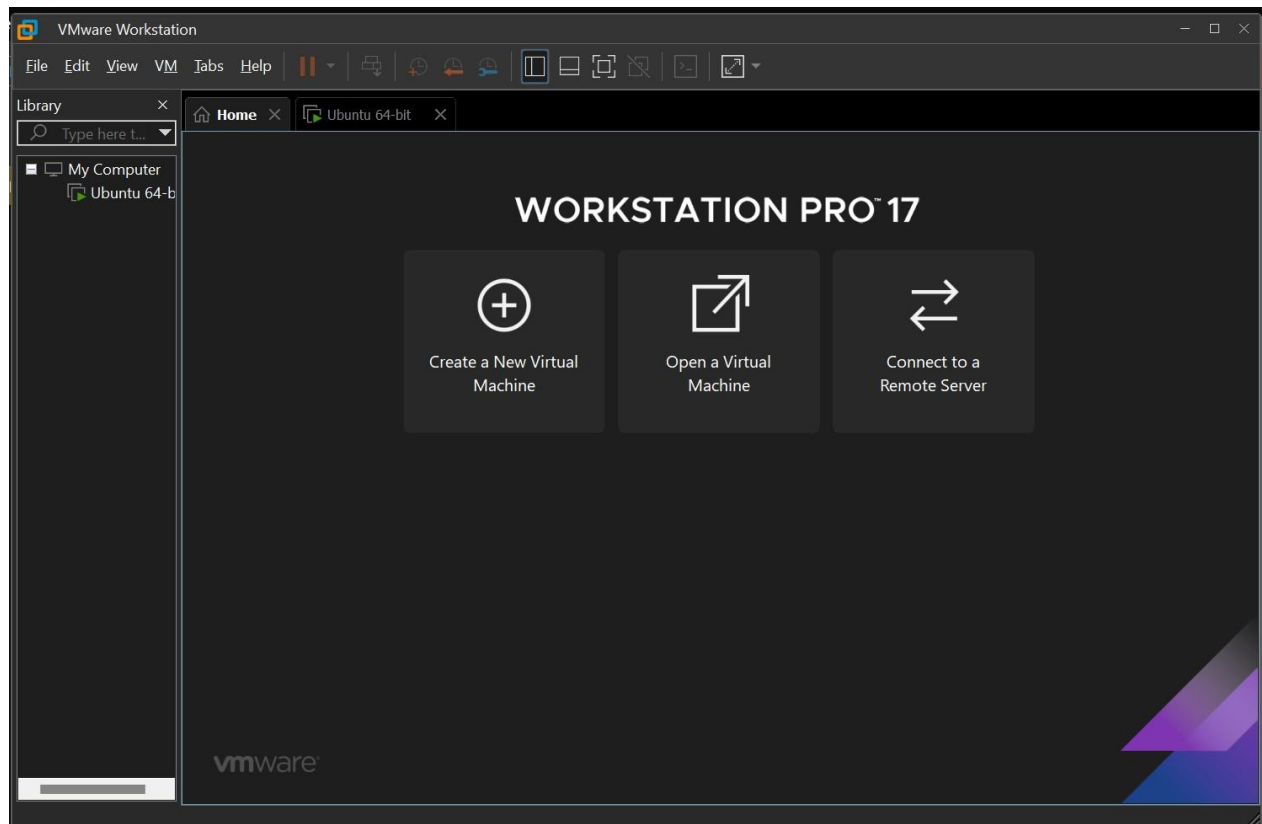 VMware Workstation
File Edit View VM Tabs Help
Library
Type here t...
My Computer
Ubuntu 64-b
Home
Ubuntu 64-bit
WORKSTATION PRO™ 17
Create a New Virtual
Machine
Open a Virtual
Machine
Connect to a
Remote Server
vmware